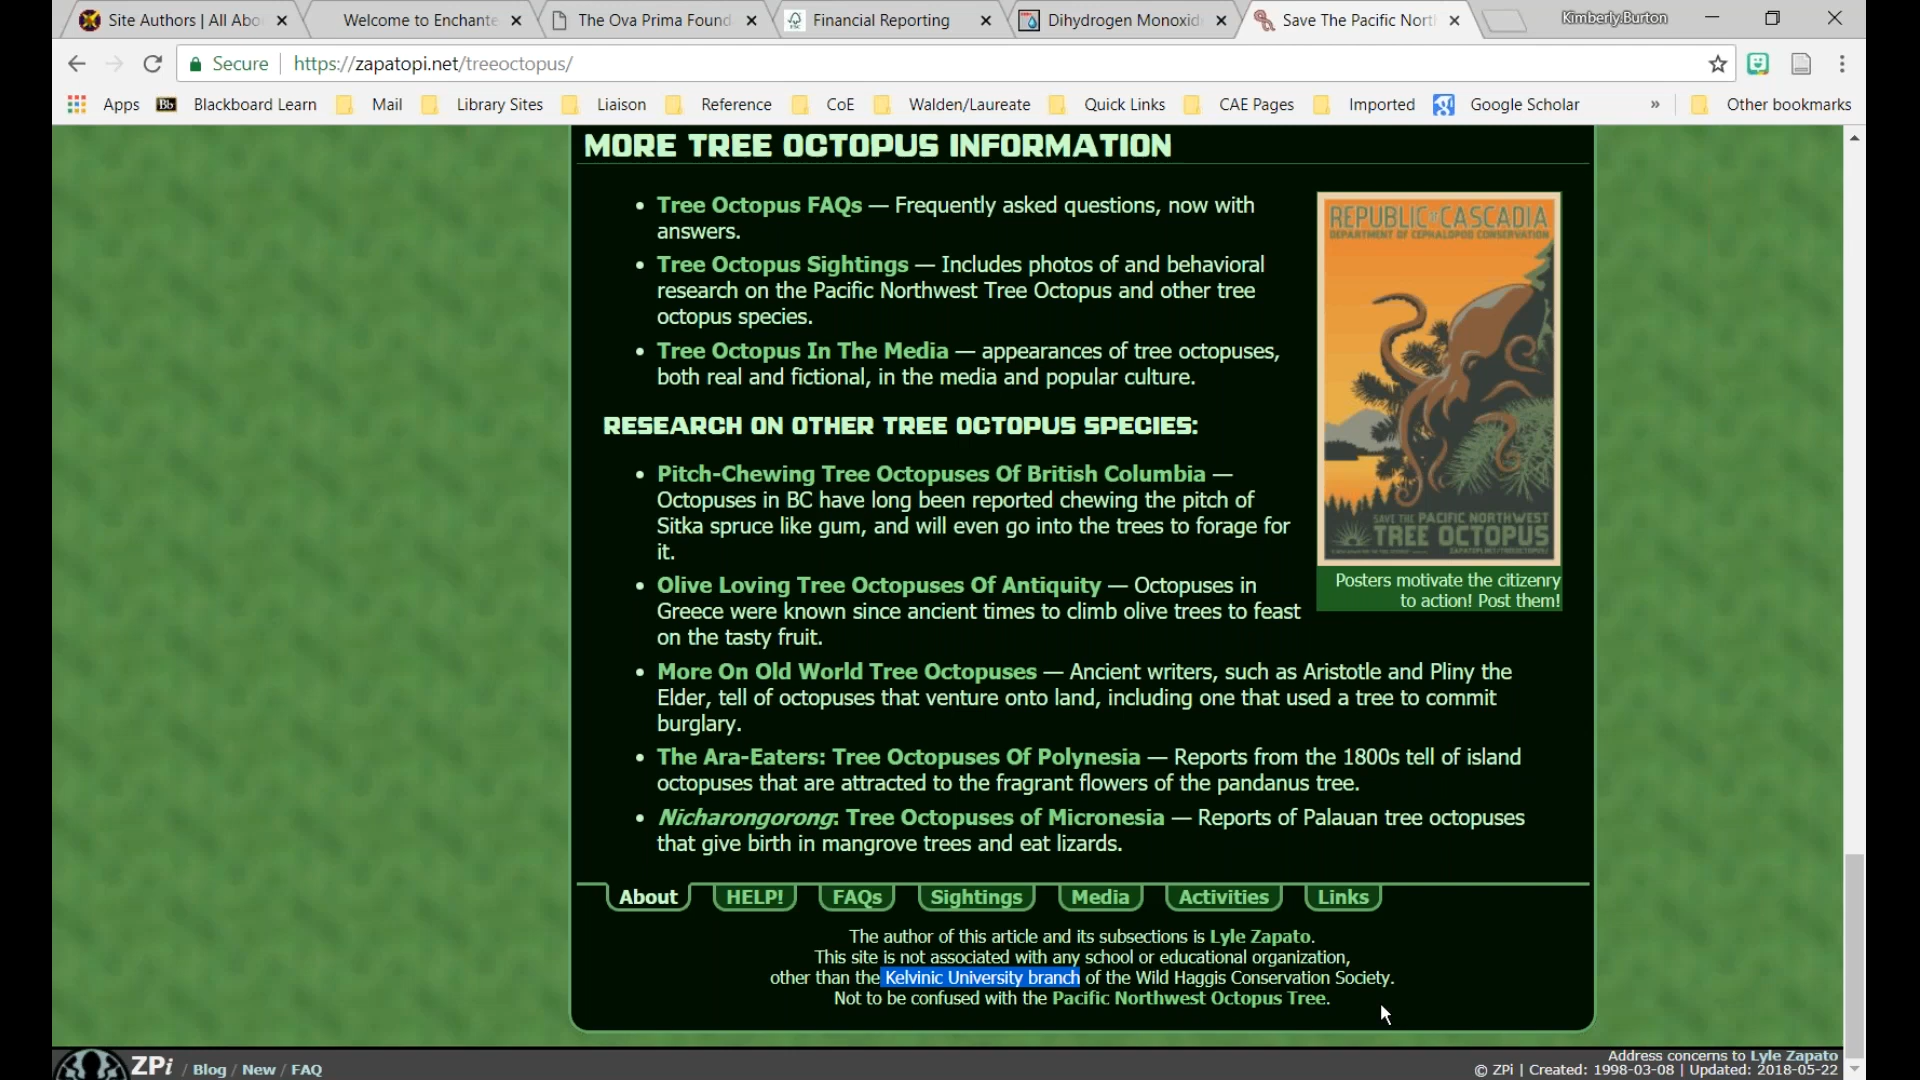 Site Authors | All Abo
Welcome to Enchante
The Ova Prima Found
Financial Reporting
Dihydrogen Monoxid
Save The Pacific Nort
Kimberly.Burton
Secure
https://zapatopi.net/treeoctopus/
Apps
Bb
Blackboard Learn
Mail
Library Sites
Liaison
Reference
CoE
Walden/Laureate
Quick Links
CAE Pages
Imported
Google Scholar
»
Other bookmarks
MORE TREE OCTOPUS INFORMATION
• Tree Octopus FAQs — Frequently asked questions, now with
answers.
• Tree Octopus Sightings — Includes photos of and behavioral
research on the Pacific Northwest Tree Octopus and other tree
octopus species.
• Tree Octopus In The Media — appearances of tree octopuses,
both real and fictional, in the media and popular culture.
REPUBLIC OF CASCADIA
DEPARTMENT OF CEPHALOPOD CONSERVATION
SAVE THE PACIFIC NORTHWEST
TREE OCTOPUS
ZAPATOPI.NET/TREEOCTOPUS/
Posters motivate the citizenry
to action! Post them!
RESEARCH ON OTHER TREE OCTOPUS SPECIES:
• Pitch-Chewing Tree Octopuses Of British Columbia —
Octopuses in BC have long been reported chewing the pitch of
Sitka spruce like gum, and will even go into the trees to forage for
it.
• Olive Loving Tree Octopuses Of Antiquity — Octopuses in
Greece were known since ancient times to climb olive trees to feast
on the tasty fruit.
• More On Old World Tree Octopuses — Ancient writers, such as Aristotle and Pliny the
Elder, tell of octopuses that venture onto land, including one that used a tree to commit
burglary.
• The Ara-Eaters: Tree Octopuses Of Polynesia — Reports from the 1800s tell of island
octopuses that are attracted to the fragrant flowers of the pandanus tree.
• Nicharongorong: Tree Octopuses of Micronesia — Reports of Palauan tree octopuses
that give birth in mangrove trees and eat lizards.
About
HELP!
FAQs
Sightings
Media
Activities
Links
The author of this article and its subsections is Lyle Zapato.
This site is not associated with any school or educational organization,
other than the Kelvinic University branch of the Wild Haggis Conservation Society.
Not to be confused with the Pacific Northwest Octopus Tree.
ZPi / Blog / New / FAQ
Address concerns to Lyle Zapato
© ZPi | Created: 1998-03-08 | Updated: 2018-05-22